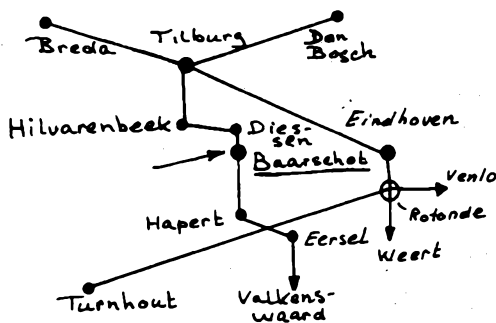 Breda
Tilburg
Den
Bosch
Hilvarenbeek
Dies-
sen
Eindhoven
Baarschot
Venlo
Rotonde
Hapert
Eersel
Weert
Turnhout
Valkens-
waard